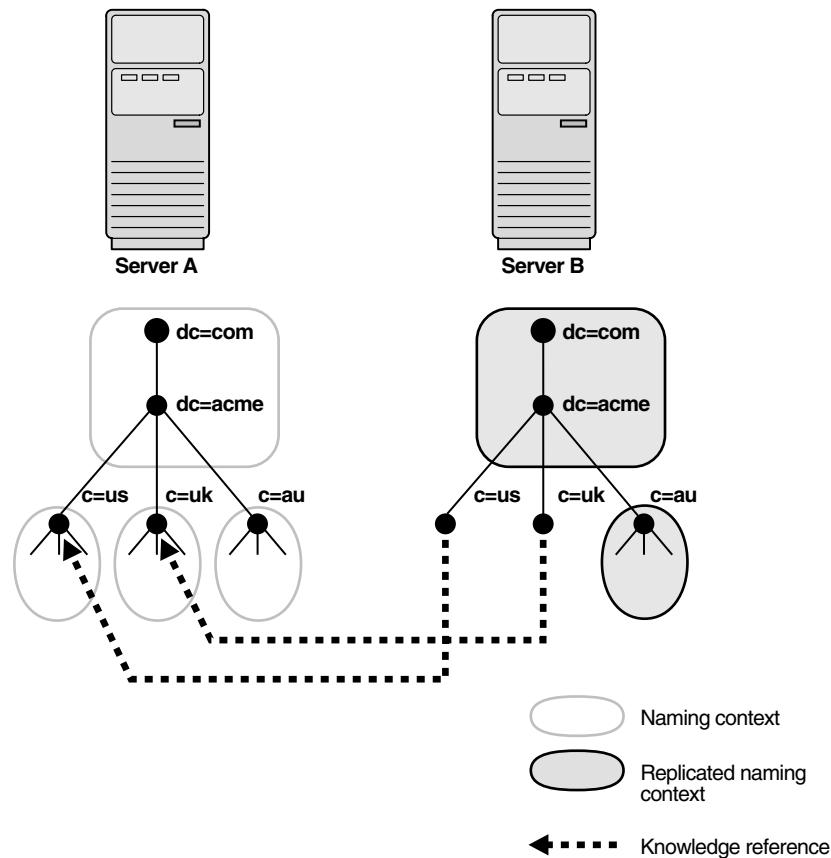 Server A
Server B
dc=com
dc=acme
c=us
c=uk
c=au
dc=com
dc=acme
c=us
c=uk
c=au
Naming context
Replicated naming
context
Knowledge reference